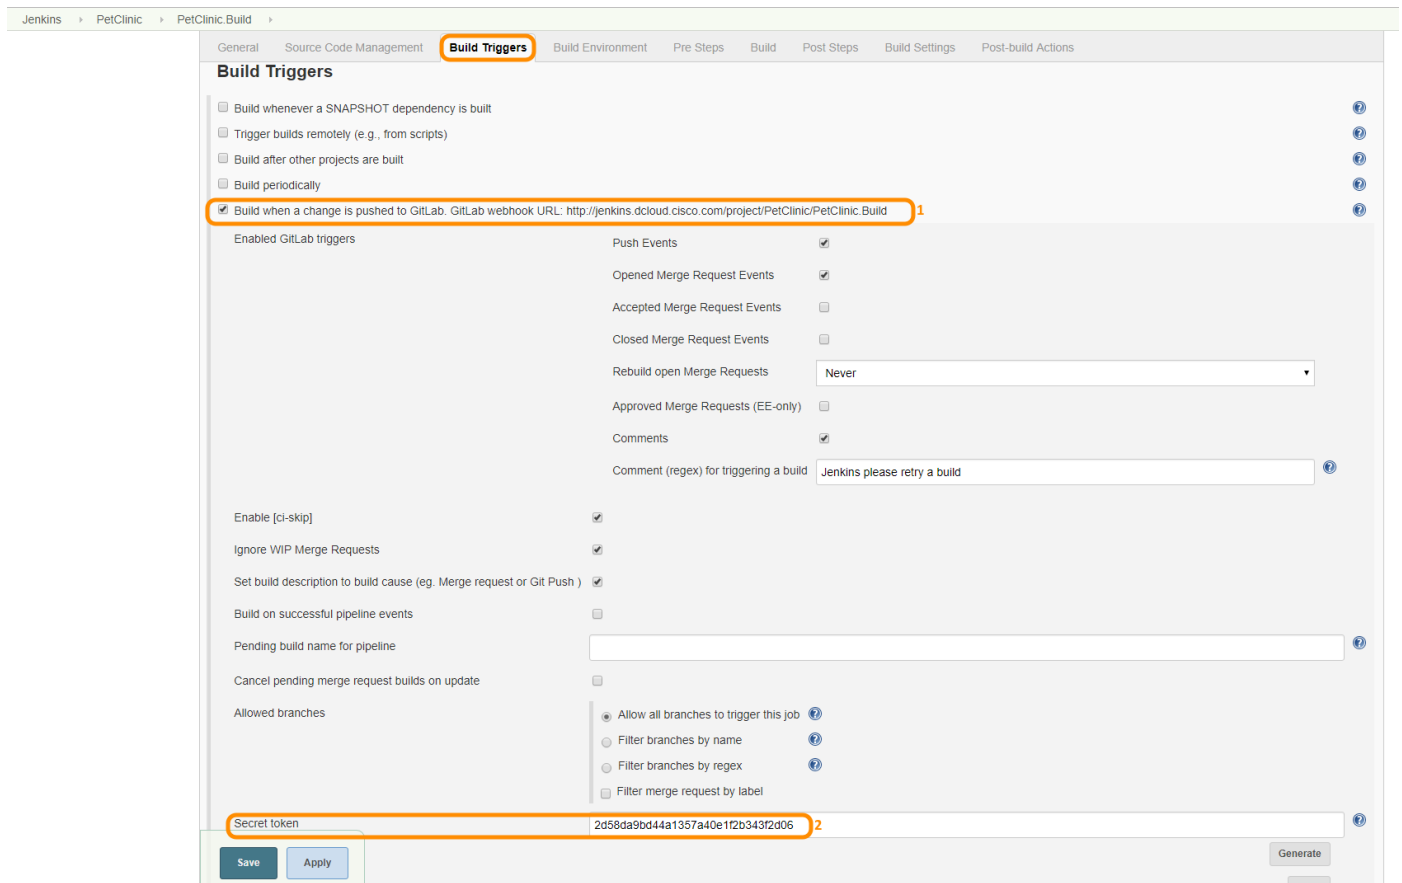 Jenkins PetClinic PetClinic.Build
General Source Code Management Build Triggers Build Environment Pre Steps Build Post Steps Build Settings Post-build Actions
Build Triggers
Build whenever a SNAPSHOT dependency is built
Trigger builds remotely (e.g., from scripts)
Build after other projects are built
Build periodically
Build when a change is pushed to GitLab. GitLab webhook URL: http://jenkins.dcloud.cisco.com/project/PetClinic/PetClinic.Build 1
Enabled GitLab triggers
Push Events
Opened Merge Request Events
Accepted Merge Request Events
Closed Merge Request Events
Rebuild open Merge Requests Never
Approved Merge Requests (EE-only)
Comments
Comment (regex) for triggering a build Jenkins please retry a build
Enable [ci-skip]
Ignore WIP Merge Requests
Set build description to build cause (eg. Merge request or Git Push )
Build on successful pipeline events
Pending build name for pipeline
Cancel pending merge request builds on update
Allowed branches
Allow all branches to trigger this job
Filter branches by name
Filter branches by regex
Filter merge request by label
Secret token 2d58da9bd44a1357a40e1f2b343f2d06 2
Generate
Save Apply